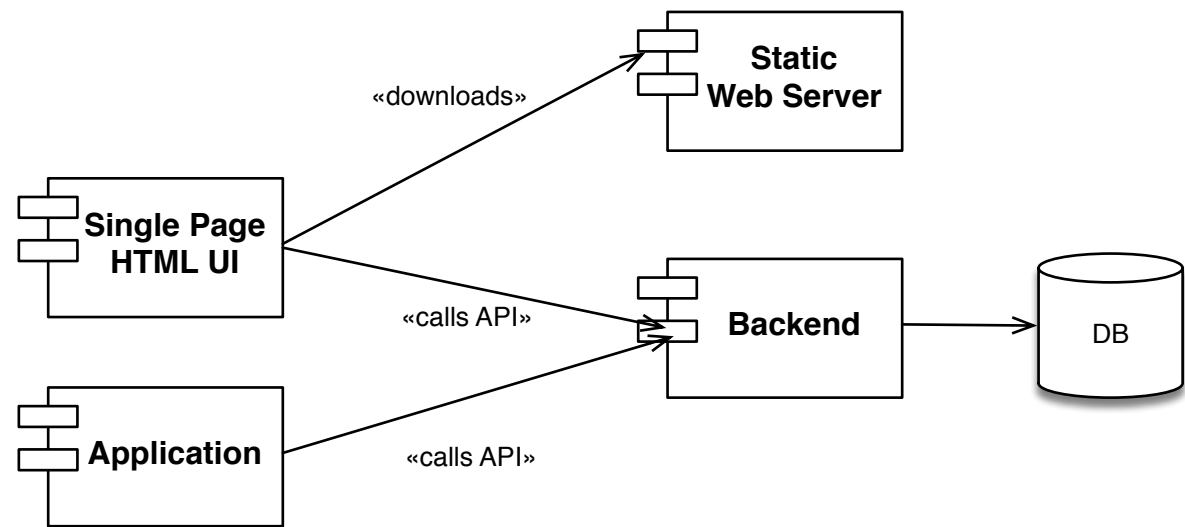 Static
Web Server
«downloads»
Single Page
HTML UI
«calls API»
Backend
DB
Application
«calls API»